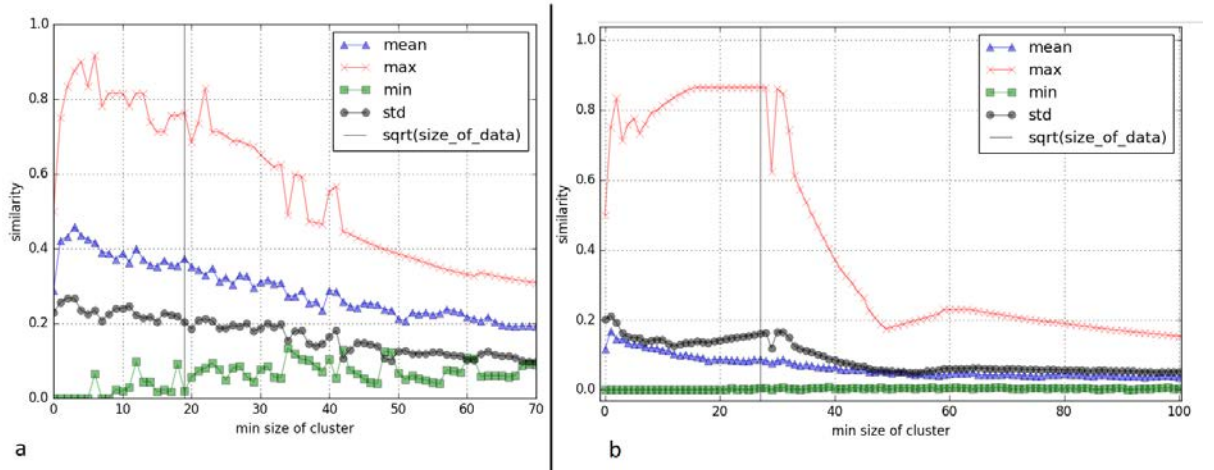 1.0
0.8
0.6
0.4
0.2
0.0
similarity
mean
max
min
std
sqrt(size_of_data)
0 10 20 30 40 50 60 70
min size of cluster
a
1.0
0.8
0.6
0.4
0.2
0.0
similarity
mean
max
min
std
sqrt(size_of_data)
0 20 40 60 80 100
min size of cluster
b